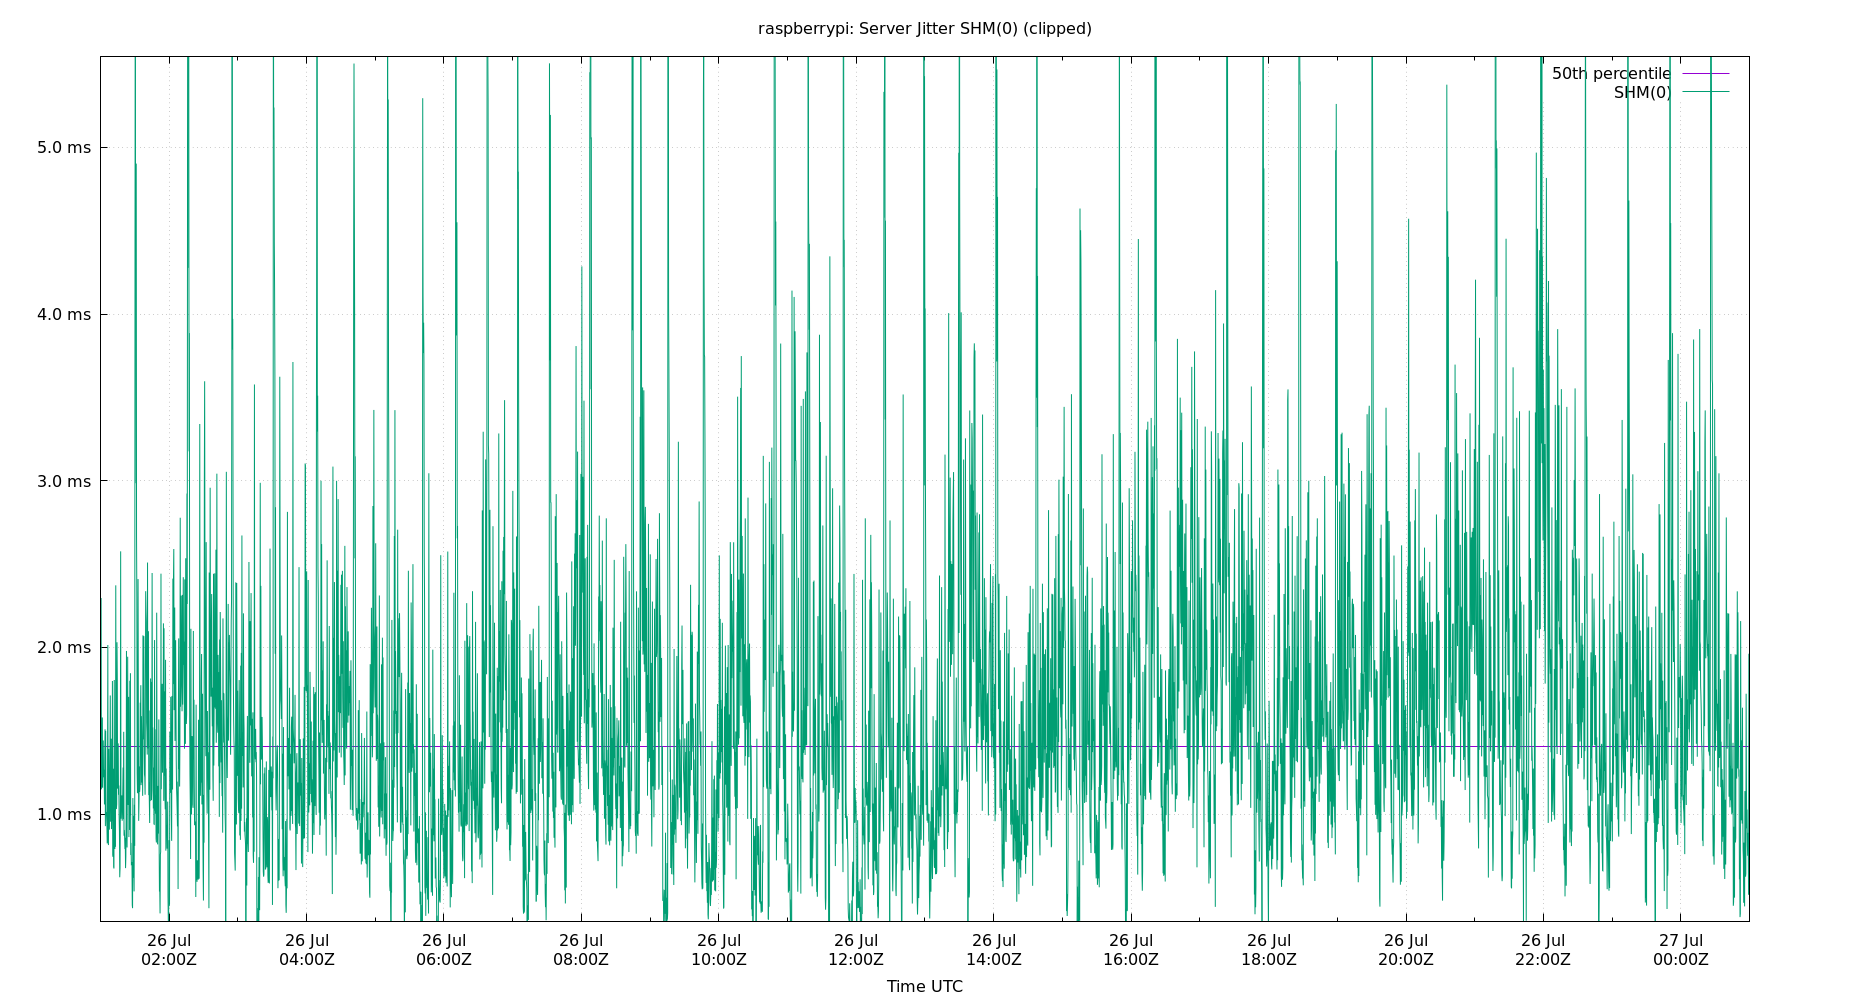 raspberrypi: Server Jitter SHM(0) (clipped)
50th percentile
SHM(0)
5.0 ms
4.0 ms
3.0 ms
2.0 ms
1.0 ms
26 Jul 26 Jul 26 Jul 26 Jul 26 Jul 26 Jul 26 Jul 26 Jul 26 Jul 26 Jul 26 Jul 27 Jul
02:00Z 04:00Z 06:00Z 08:00Z 10:00Z 12:00Z 14:00Z 16:00Z 18:00Z 20:00Z 22:00Z 00:00Z
Time UTC